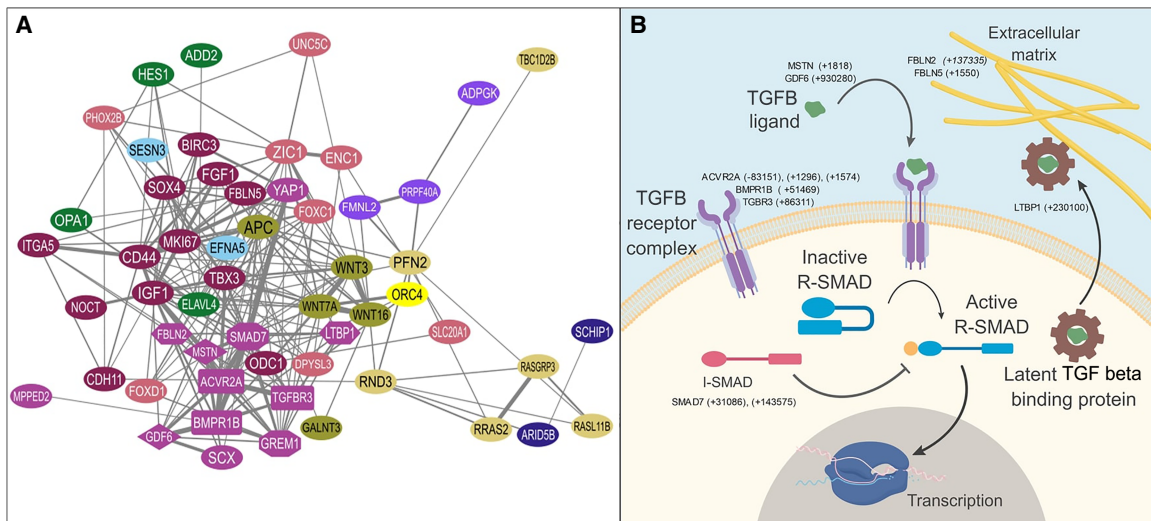 A
UNC5C
ADD2
TBC1D2B
HES1
ADPGK
PHOX2B
SESN3
BIRC3
ZIC1
ENC1
FGF1
SOX4
FBLN5
YAP1
PRPF40A
FMNL2
FOXC1
OPA1
APC
MKI67
EFNA5
ITGA5
CD44
WNT3
PFN2
TBX3
IGF1
ORC4
NOCT
ELAVL4
WNT7A
WNT16
FBLN2
SMAD7
LTBP1
SLC20A1
SCHIP1
MSTN
ODC1
DPYSL3
RASGRP3
CDH11
FOXD1
ACVR2A
RND3
MPPED2
TGFBR3
BMPR1B
GALNT3
RRAS2
ARID5B
RASL11B
GDF6
GREM1
SCX
B
MSTN (+1818)
GDF6 (+930280)
TGFB
ligand
FBLN2 (+137335)
FBLN5 (+1550)
Extracellular
matrix
ACVR2A (-83151), (+1296), (+1574)
BMPR1B (+51469)
TGBR3 (+86311)
TGFB
receptor
complex
LTBP1 (+230100)
Inactive
R-SMAD
Active
R-SMAD
I-SMAD
SMAD7 (+31086), (+143575)
Latent TGF beta
binding protein
Transcription